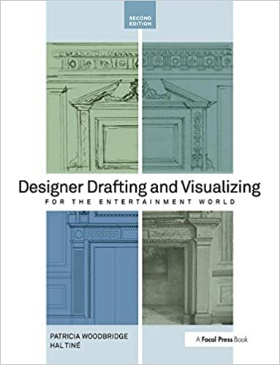 SECOND
EDITION
Designer Drafting and Visualizing
FOR THE ENTERTAINMENT WORLD
PATRICIA WOODBRIDGE
HAL TINÉ
A Focal Press Book